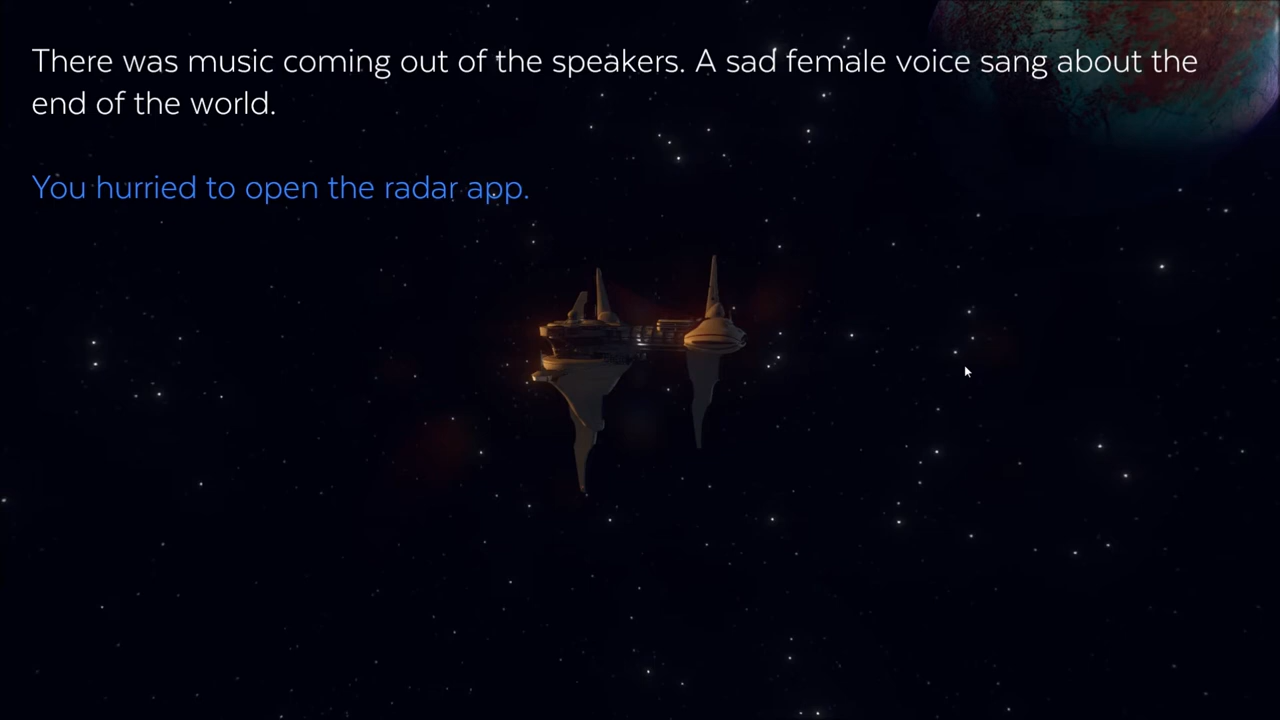 There was music coming out of the speakers. A sad female voice sang about the
end of the world.
You hurried to open the radar app.